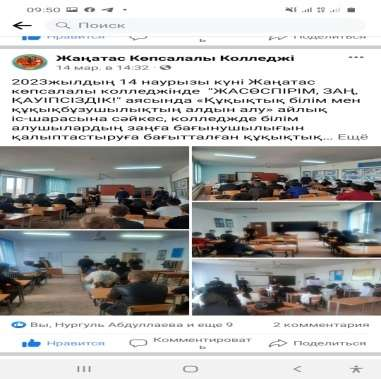 09:50
Поиск
Нравится
Поделиться
Жаңатас Көпсалалы Колледжі
14 мар. в 14:32
2023жылдың 14 наурызы күні Жаңатас
көпсалалы колледжінде "ЖАСӨСПІРІМ, ЗАҢ,
ҚАУІПСІЗДІК!" аясында «Құқықтық білім мен
құқықбұзушылықтың алдын алу» айлық
іс-шарасына сәйкес, колледжде білім
алушылардың заңға бағынушылығын
қалыптастыруға бағытталған құқықтық... Ещё
Вы, Нургуль Абдуллаева и еще 9
2 комментария
Нравится
Комментировать
Поделиться